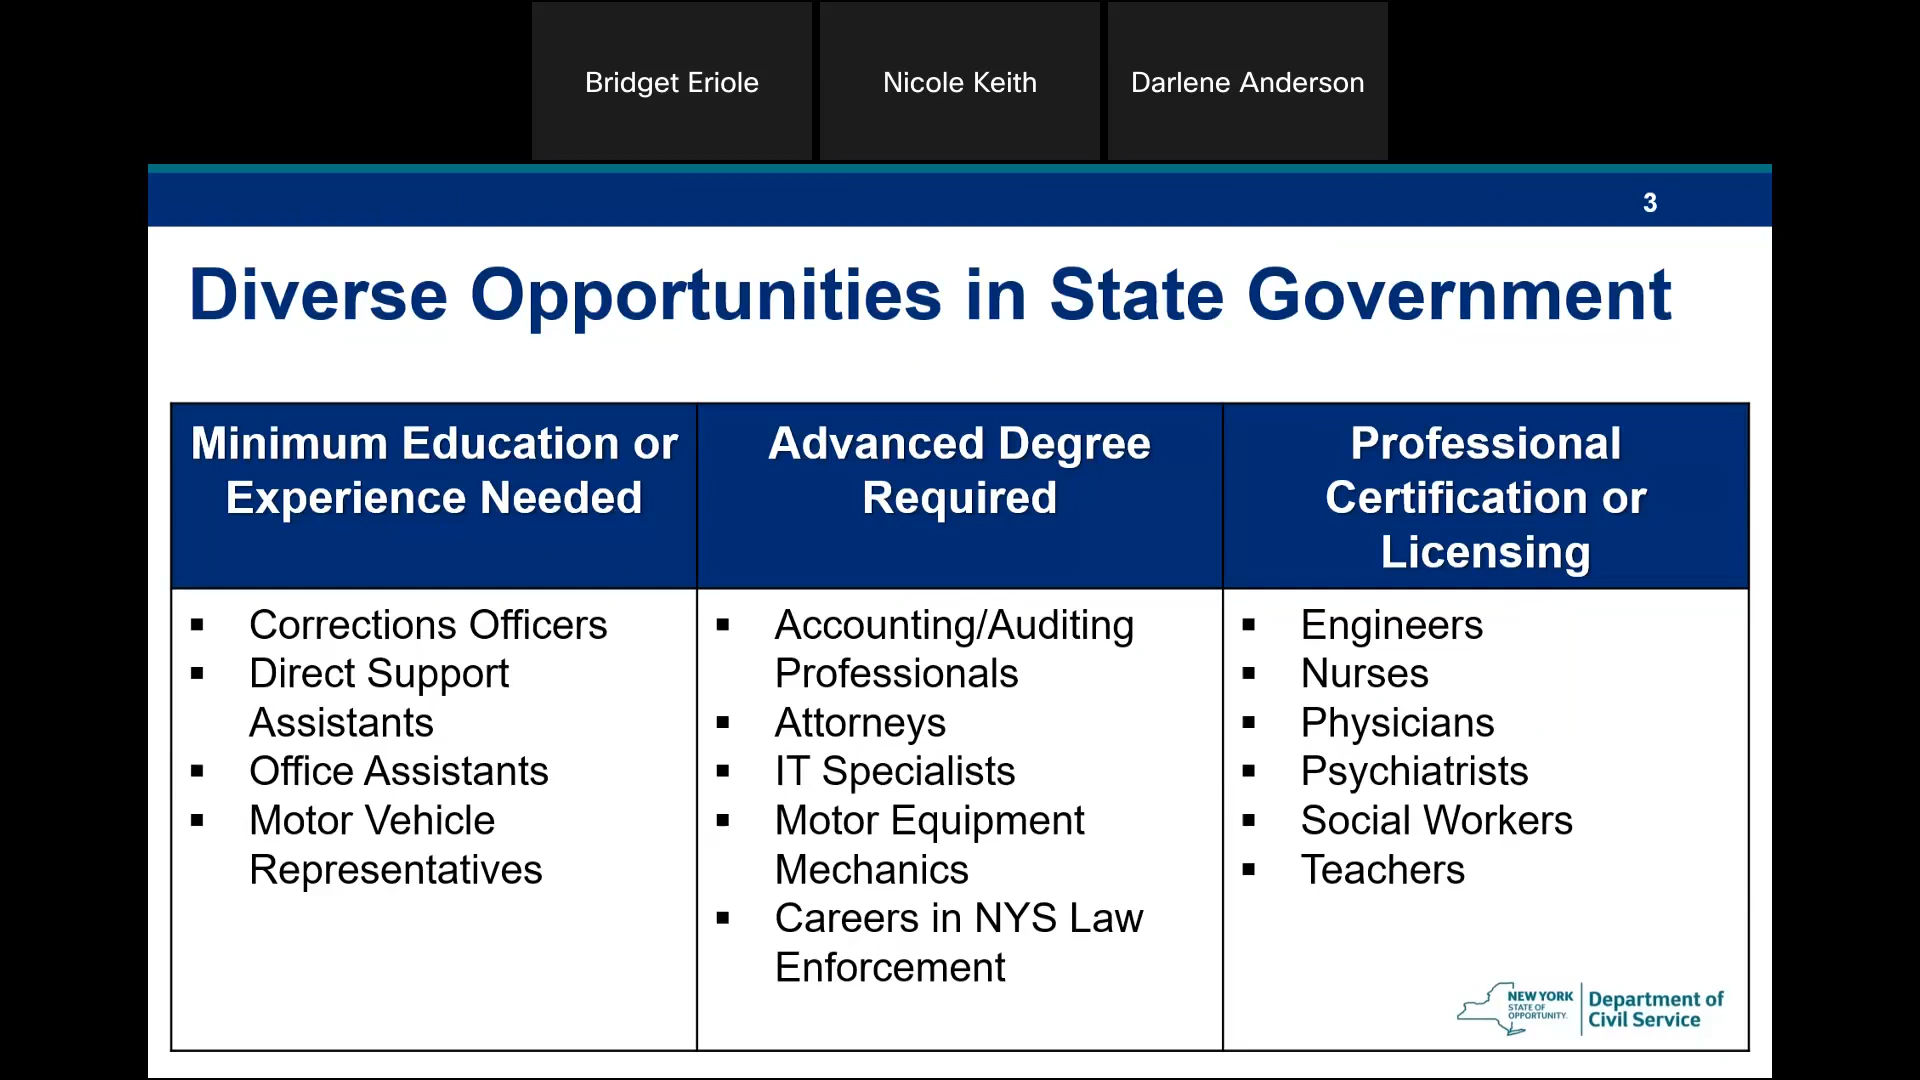 Bridget Eriole
Nicole Keith
Darlene Anderson
3
Diverse Opportunities in State Government
Minimum Education or
Experience Needed
Advanced Degree
Required
Professional
Certification or
Licensing
▪ Corrections Officers
▪ Direct Support
Assistants
▪ Office Assistants
▪ Motor Vehicle
Representatives
▪ Accounting/Auditing
Professionals
▪ Attorneys
▪ IT Specialists
▪ Motor Equipment
Mechanics
▪ Careers in NYS Law
Enforcement
▪ Engineers
▪ Nurses
▪ Physicians
▪ Psychiatrists
▪ Social Workers
▪ Teachers
NEW YORK
STATE OF
OPPORTUNITY.
Department of
Civil Service